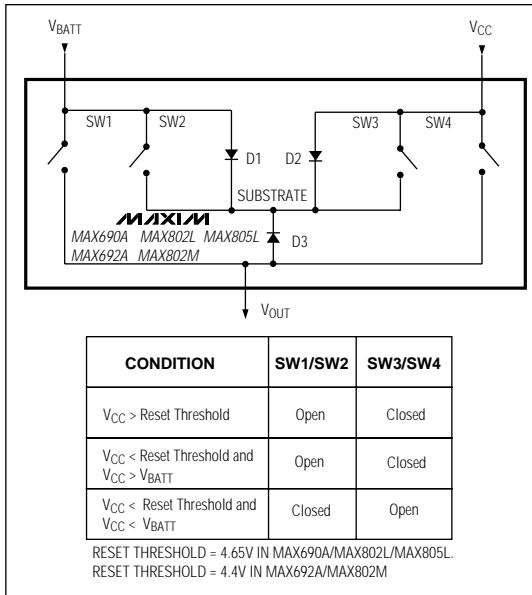 VBATT
VCC
SW1 SW2 SW3 SW4
D1 D2
SUBSTRATE
MAXIM
MAX690A MAX802L MAX805L
MAX692A MAX802M
D3
VOUT
CONDITION SW1/SW2 SW3/SW4
VCC > Reset Threshold Open Closed
VCC < Reset Threshold and
VCC > VBATT Open Closed
VCC < Reset Threshold and
VCC < VBATT Closed Open
RESET THRESHOLD = 4.65V IN MAX690A/MAX802L/MAX805L.
RESET THRESHOLD = 4.4V IN MAX692A/MAX802M